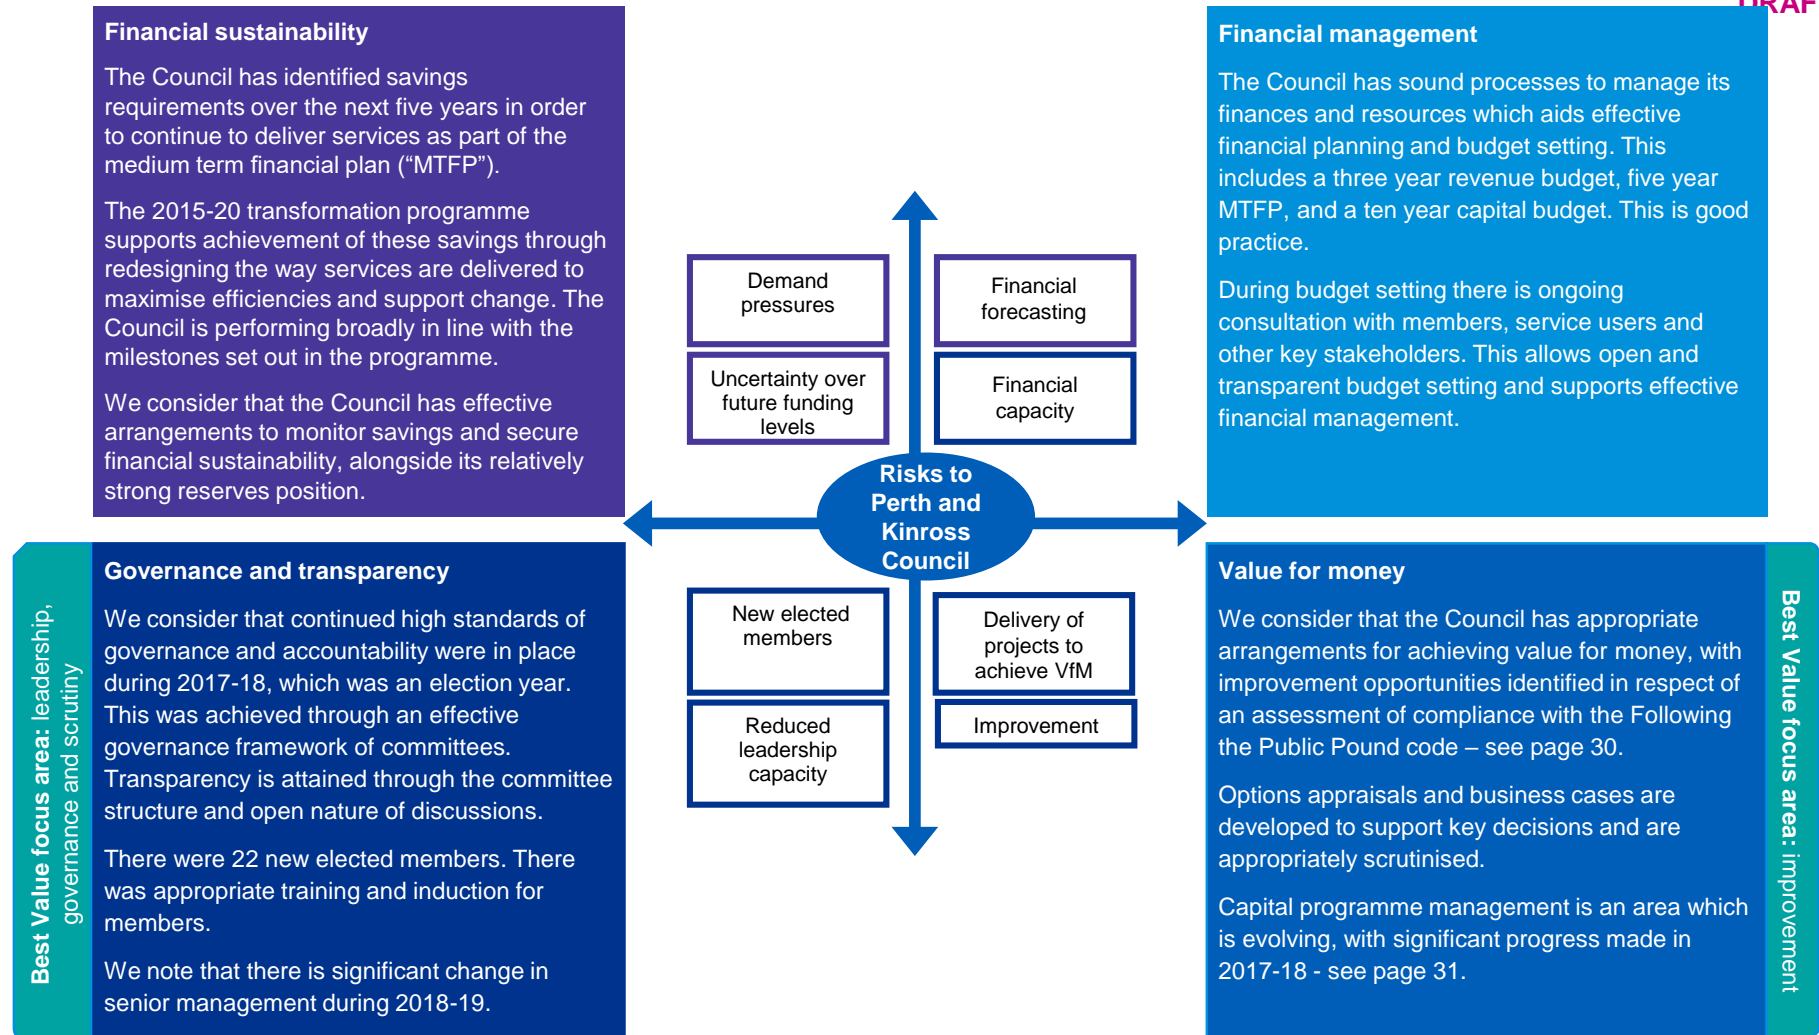 DRAF
Financial sustainability
The Council has identified savings
requirements over the next five years in order
to continue to deliver services as part of the
medium term financial plan (“MTFP”).
The 2015-20 transformation programme
supports achievement of these savings through
redesigning the way services are delivered to
maximise efficiencies and support change. The
Council is performing broadly in line with the
milestones set out in the programme.
We consider that the Council has effective
arrangements to monitor savings and secure
financial sustainability, alongside its relatively
strong reserves position.
Financial management
The Council has sound processes to manage its
finances and resources which aids effective
financial planning and budget setting. This
includes a three year revenue budget, five year
MTFP, and a ten year capital budget. This is good
practice.
During budget setting there is ongoing
consultation with members, service users and
other key stakeholders. This allows open and
transparent budget setting and supports effective
financial management.
Demand
pressures
Financial
forecasting
Uncertainty over
future funding
levels
Financial
capacity
Risks to
Perth and
Kinross
Council
New elected
members
Delivery of
projects to
achieve VfM
Reduced
leadership
capacity
Improvement
Best Value focus area: leadership,
governance and scrutiny
Governance and transparency
We consider that continued high standards of
governance and accountability were in place
during 2017-18, which was an election year.
This was achieved through an effective
governance framework of committees.
Transparency is attained through the committee
structure and open nature of discussions.
There were 22 new elected members. There
was appropriate training and induction for
members.
We note that there is significant change in
senior management during 2018-19.
Value for money
We consider that the Council has appropriate
arrangements for achieving value for money, with
improvement opportunities identified in respect of
an assessment of compliance with the Following
the Public Pound code – see page 30.
Options appraisals and business cases are
developed to support key decisions and are
appropriately scrutinised.
Capital programme management is an area which
is evolving, with significant progress made in
2017-18 - see page 31.
Best Value focus area: improvement